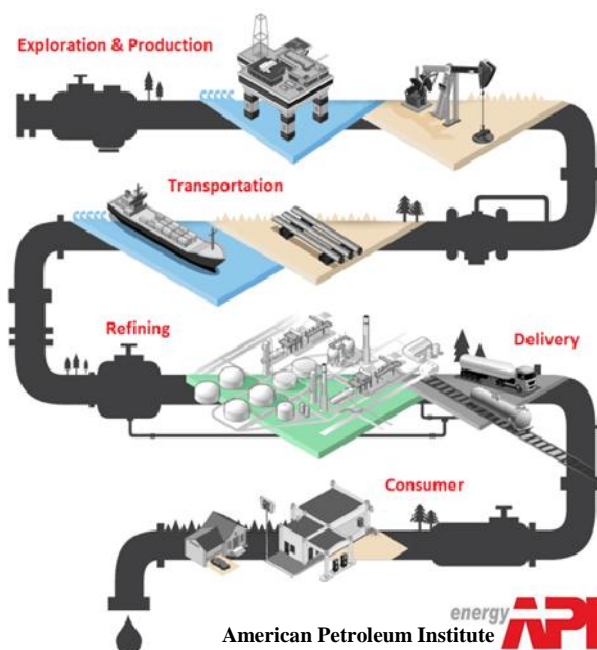 Exploration & Production
Transportation
Refining
Delivery
Consumer
energy API
American Petroleum Institute